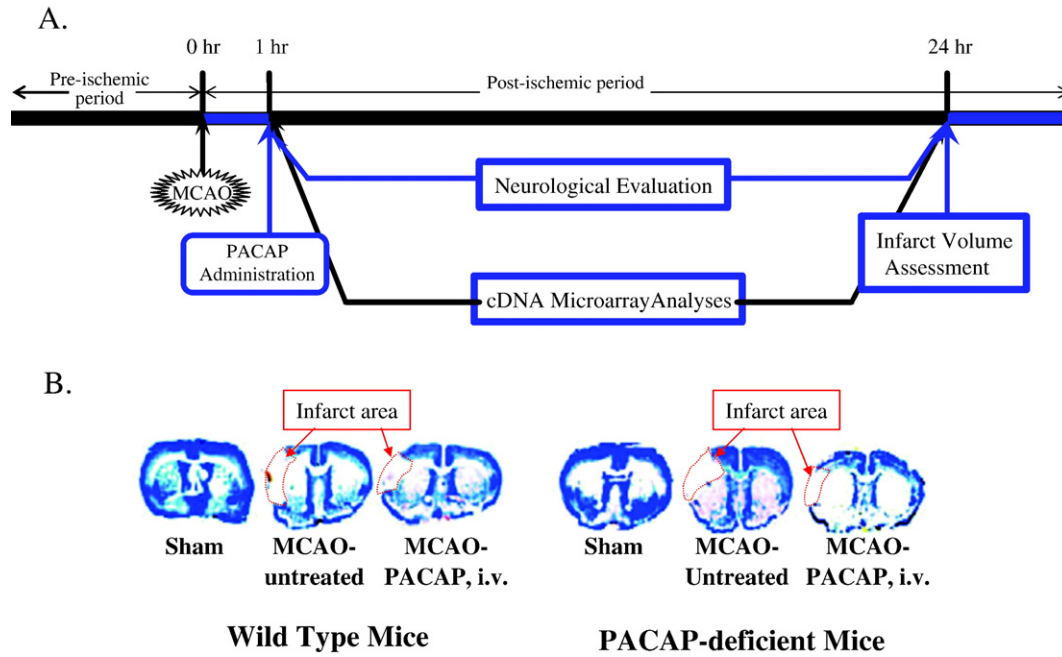 A.
0 hr
1 hr
24 hr
Pre-ischemic
period
Post-ischemic period
MCAO
Neurological Evaluation
PACAP
Administration
Infarct Volume
Assessment
cDNA MicroarrayAnalyses
B.
Infarct area
Infarct area
Sham
MCAO-
untreated
MCAO-
PACAP, i.v.
Sham
MCAO-
Untreated
MCAO-
PACAP, i.v.
Wild Type Mice
PACAP-deficient Mice